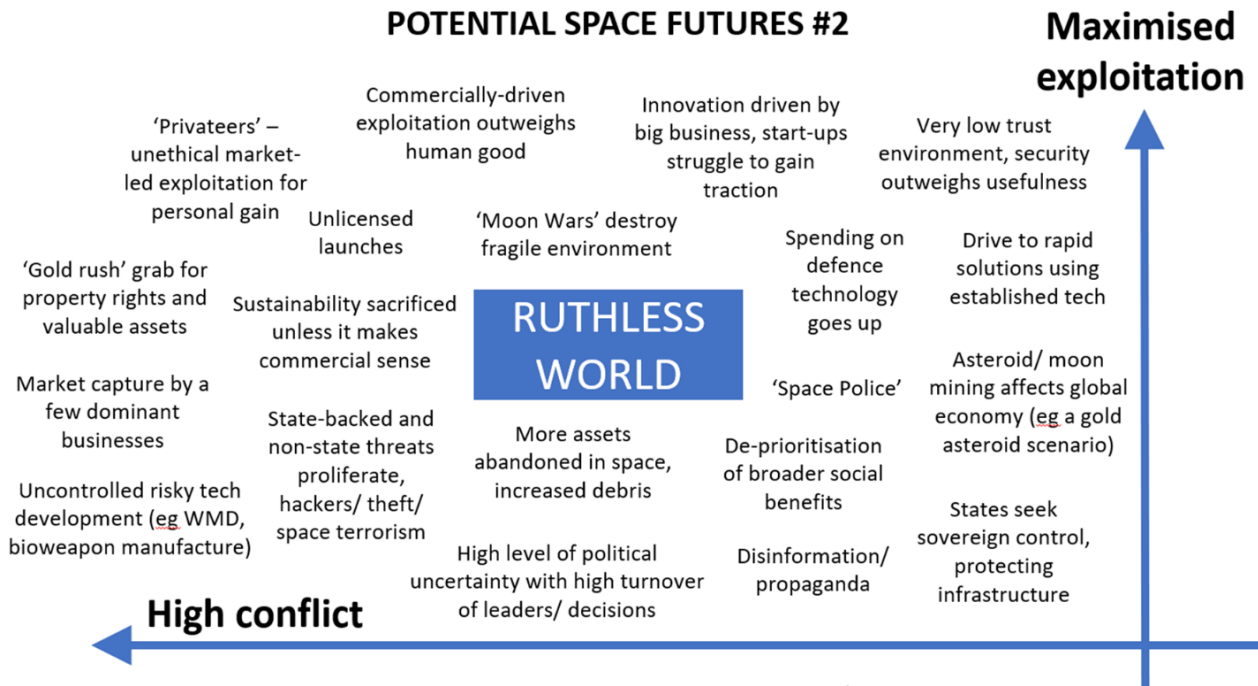 POTENTIAL SPACE FUTURES #2
Maximised
exploitation
‘Privateers’ –
unethical market-
led exploitation for
personal gain
Commercially-driven
exploitation outweighs
human good
Innovation driven by
big business, start-ups
struggle to gain
traction
Very low trust
environment, security
outweighs usefulness
Unlicensed
launches
‘Moon Wars’ destroy
fragile environment
Spending on
defence
technology
goes up
Drive to rapid
solutions using
established tech
‘Gold rush’ grab for
property rights and
valuable assets
Sustainability sacrificed
unless it makes
commercial sense
RUTHLESS
WORLD
Market capture by a
few dominant
businesses
State-backed and
non-state threats
proliferate,
hackers/ theft/
space terrorism
More assets
abandoned in space,
increased debris
‘Space Police’
Asteroid/ moon
mining affects global
economy (eg a gold
asteroid scenario)
De-prioritisation
of broader social
benefits
Uncontrolled risky tech
development (eg WMD,
bioweapon manufacture)
High level of political
uncertainty with high turnover
of leaders/ decisions
Disinformation/
propaganda
States seek
sovereign control,
protecting
infrastructure
High conflict